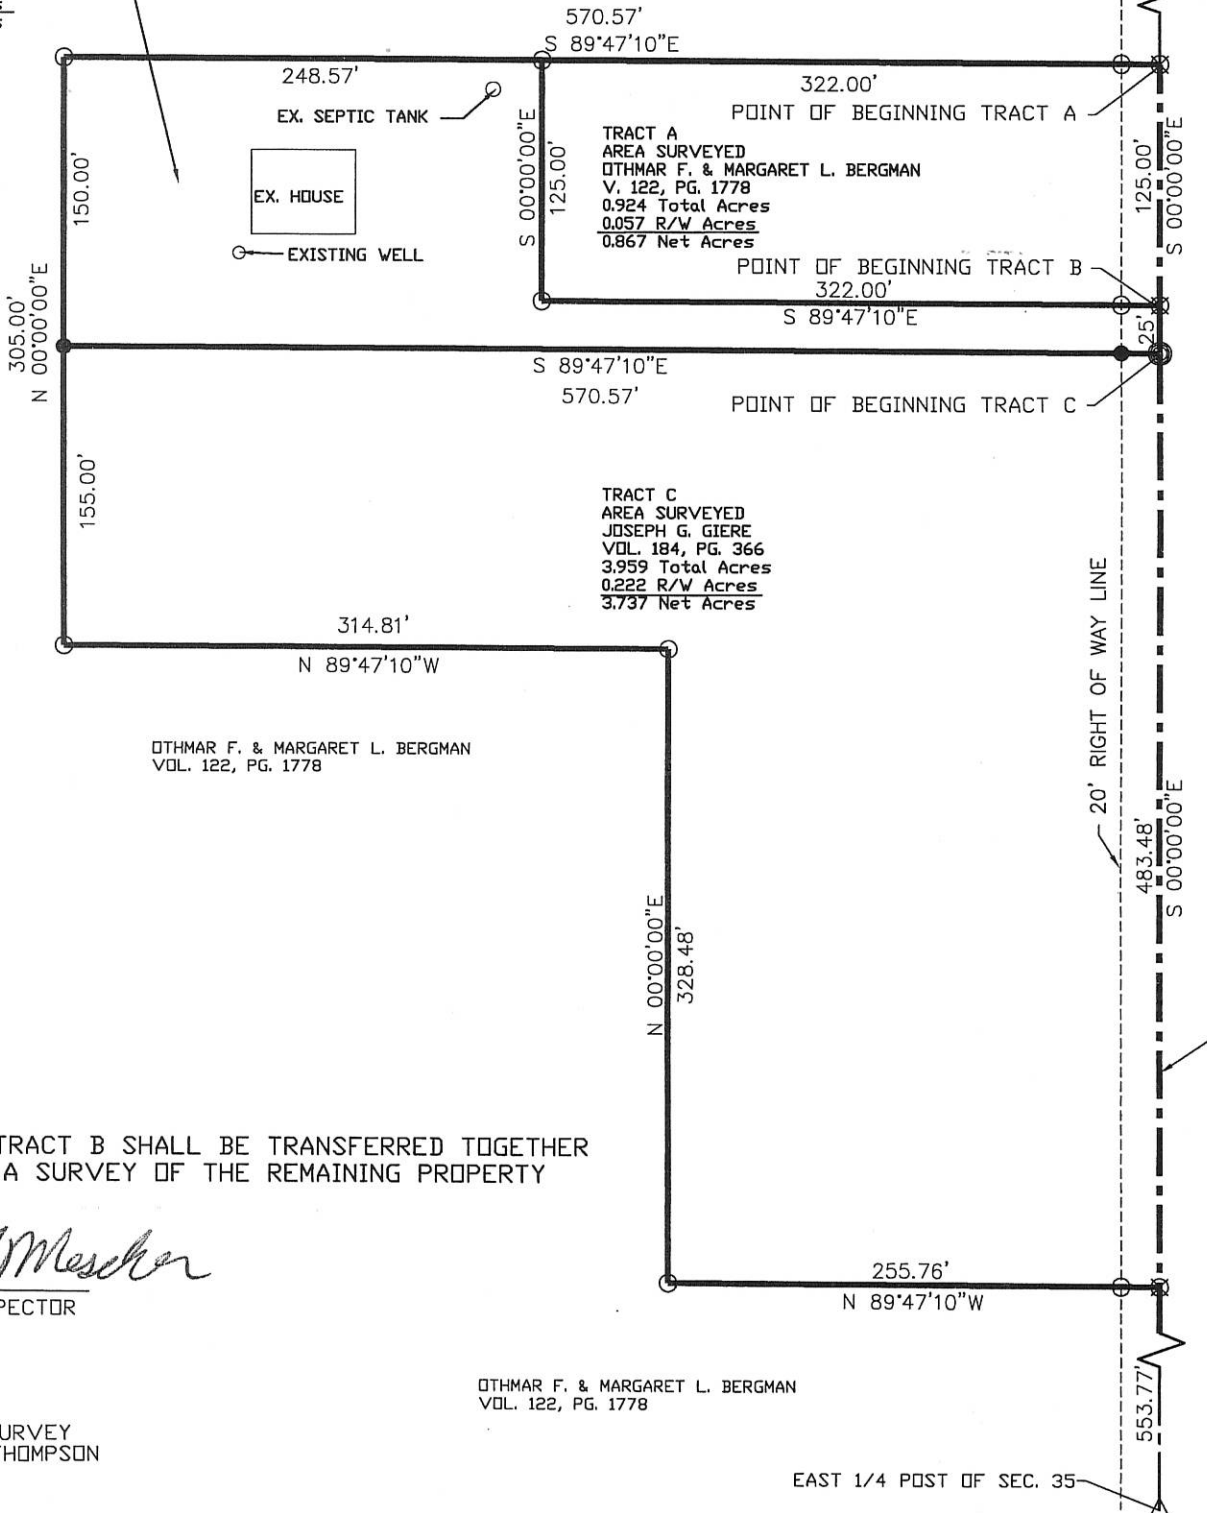 570.57'
S 89°47'10"E
248.57'
322.00'
EX. SEPTIC TANK
POINT OF BEGINNING TRACT A
S 00°00'00"E
125.00'
TRACT A
AREA SURVEYED
OTHMAR F. & MARGARET L. BERGMAN
V. 122, PG. 1778
0.924 Total Acres
0.057 R/W Acres
0.867 Net Acres
125.00'
S 00°00'00"E
150.00'
EX. HOUSE
EXISTING WELL
POINT OF BEGINNING TRACT B
322.00'
S 89°47'10"E
25'
305.00'
N 00°00'00"E
S 89°47'10"E
570.57'
POINT OF BEGINNING TRACT C
155.00'
TRACT C
AREA SURVEYED
JOSEPH G. GIERE
VOL. 184, PG. 366
3.959 Total Acres
0.222 R/W Acres
3.737 Net Acres
314.81'
N 89°47'10"W
20' RIGHT OF WAY LINE
OTHMAR F. & MARGARET L. BERGMAN
VOL. 122, PG. 1778
483.48'
S 00°00'00"E
N 00°00'00"E
328.48'
TRACT B SHALL BE TRANSFERRED TOGETHER
A SURVEY OF THE REMAINING PROPERTY
PECTOR
255.76'
N 89°47'10"W
OTHMAR F. & MARGARET L. BERGMAN
VOL. 122, PG. 1778
553.77'
URVEY
THOMPSON
EAST 1/4 POST OF SEC. 35